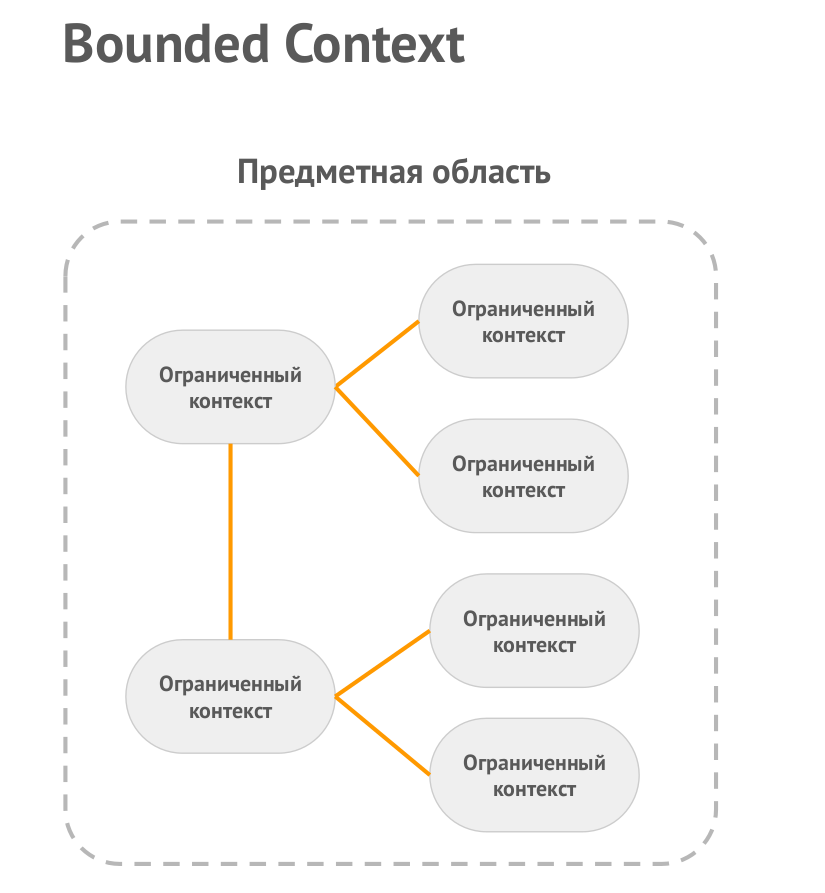 Bounded Context
Предметная область
Ограниченный
контекст
Ограниченный
контекст
Ограниченный
контекст
Ограниченный
контекст
Ограниченный
контекст
Ограниченный
контекст